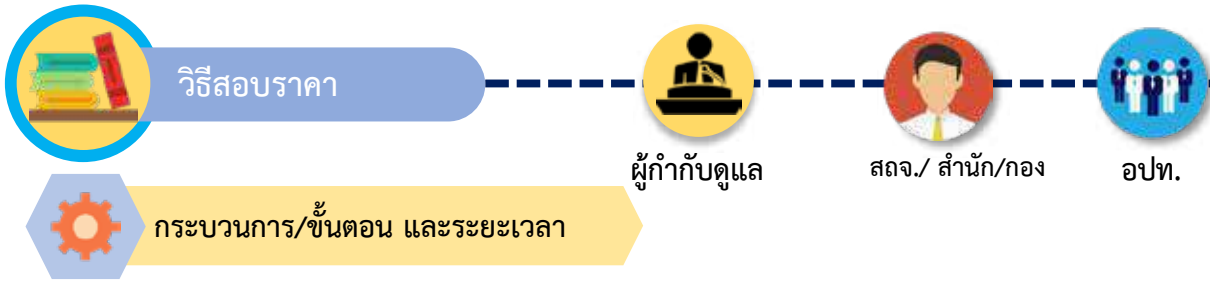 วิธีสอบราคา
ผู้กำกับดูแล
สถจ./ สำนัก/กอง
อปท.
กระบวนการ/ขั้นตอน และระยะเวลา